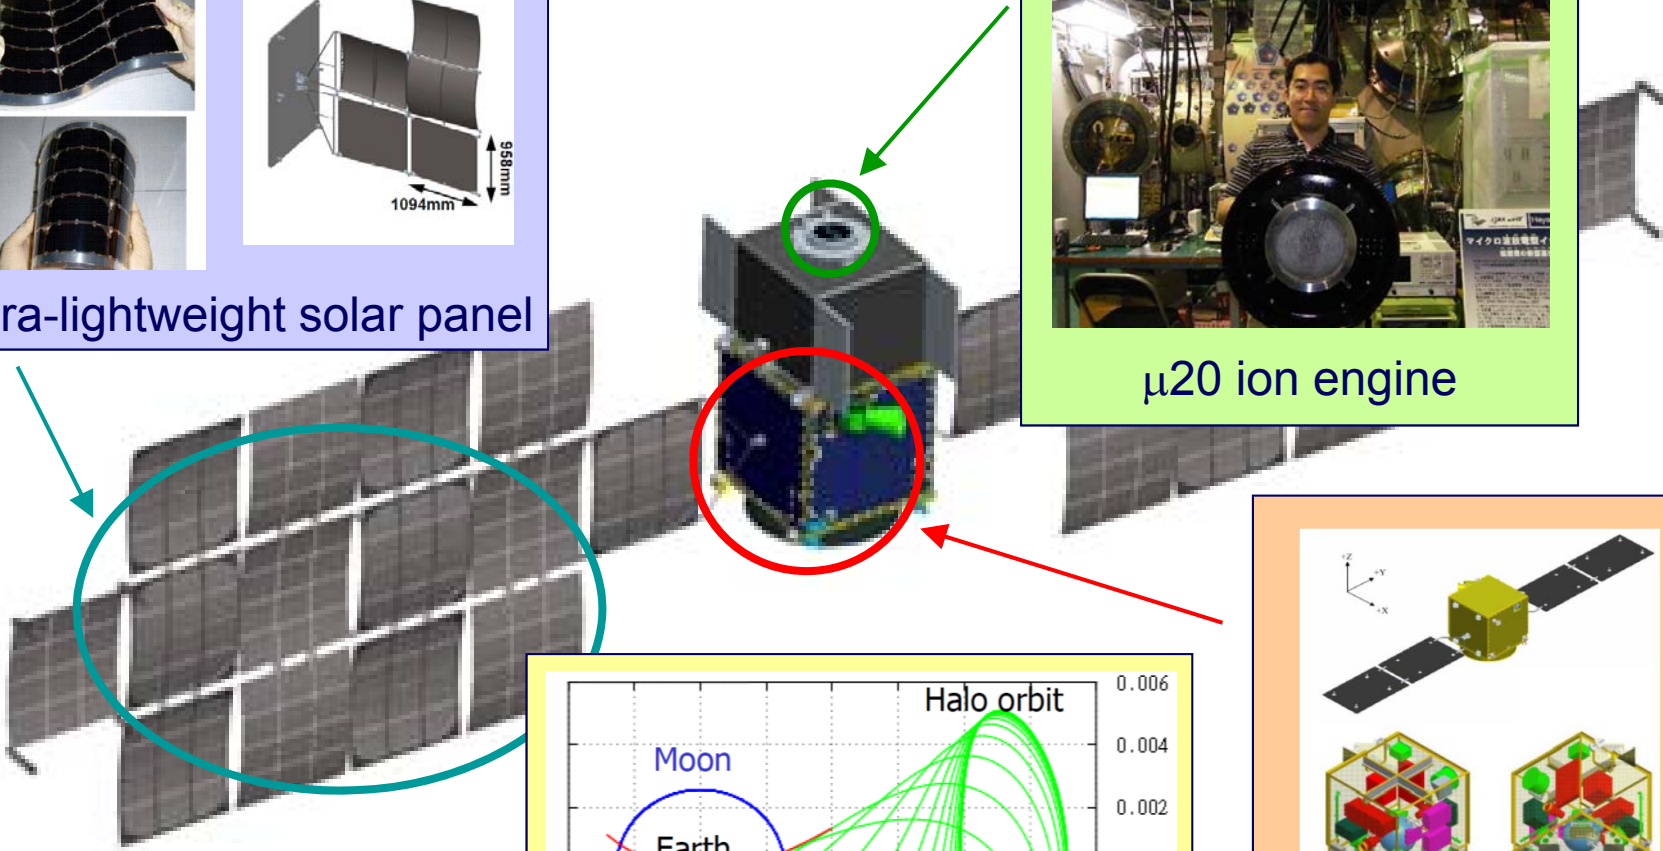 958mm
1094mm
ra-lightweight solar panel
μ20 ion engine
+Z
+Y
+X
Halo orbit
Moon
Earth
0.006
0.004
0.002